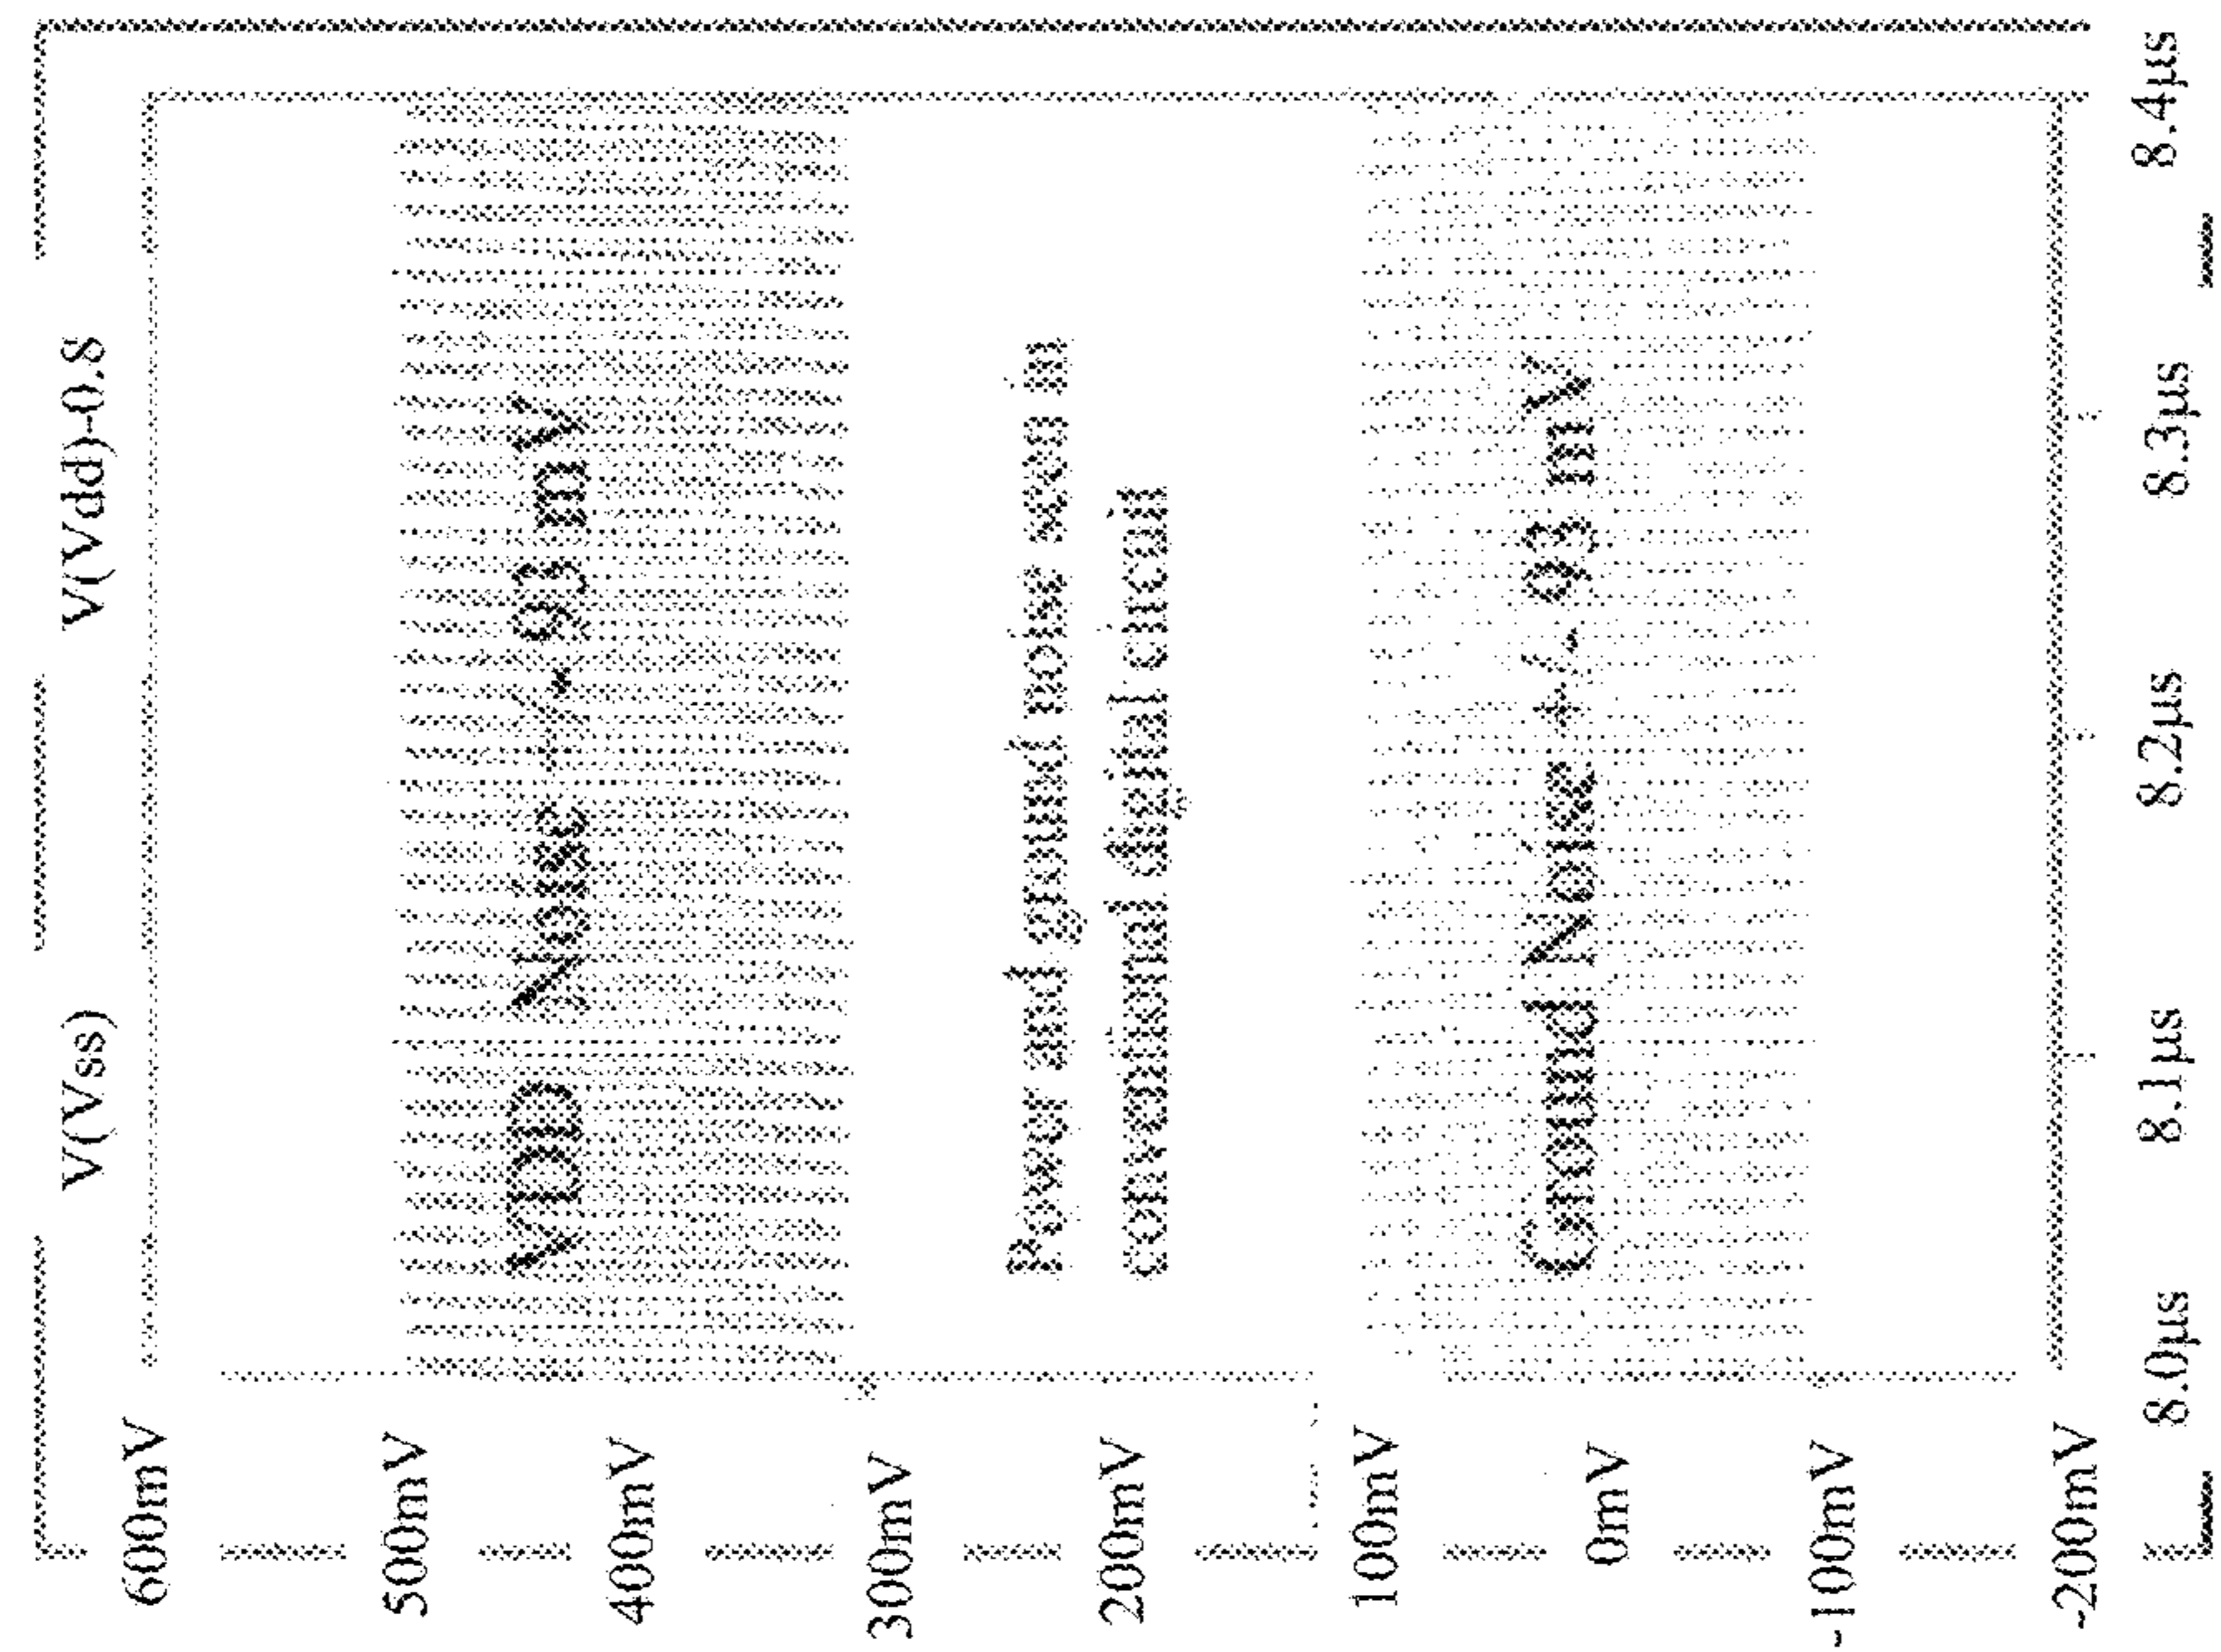 V(Vss)
V(Vdd)-0.8
600mV
500mV
400mV
300mV
200mV
100mV
0mV
-100mV
-200mV
VDD Noise +/- 93 mV
Power and ground noise seen in
conventional digital circuit
Ground Noise +/- 93 mV
8.0µs
8.1µs
8.2µs
8.3µs
8.4µs